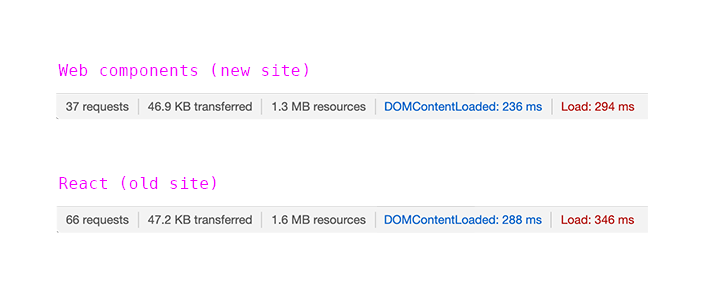 Web components (new site)
37 requests 46.9 KB transferred 1.3 MB resources DOMContentLoaded: 236 ms Load: 294 ms
React (old site)
66 requests 47.2 KB transferred 1.6 MB resources DOMContentLoaded: 288 ms Load: 346 ms